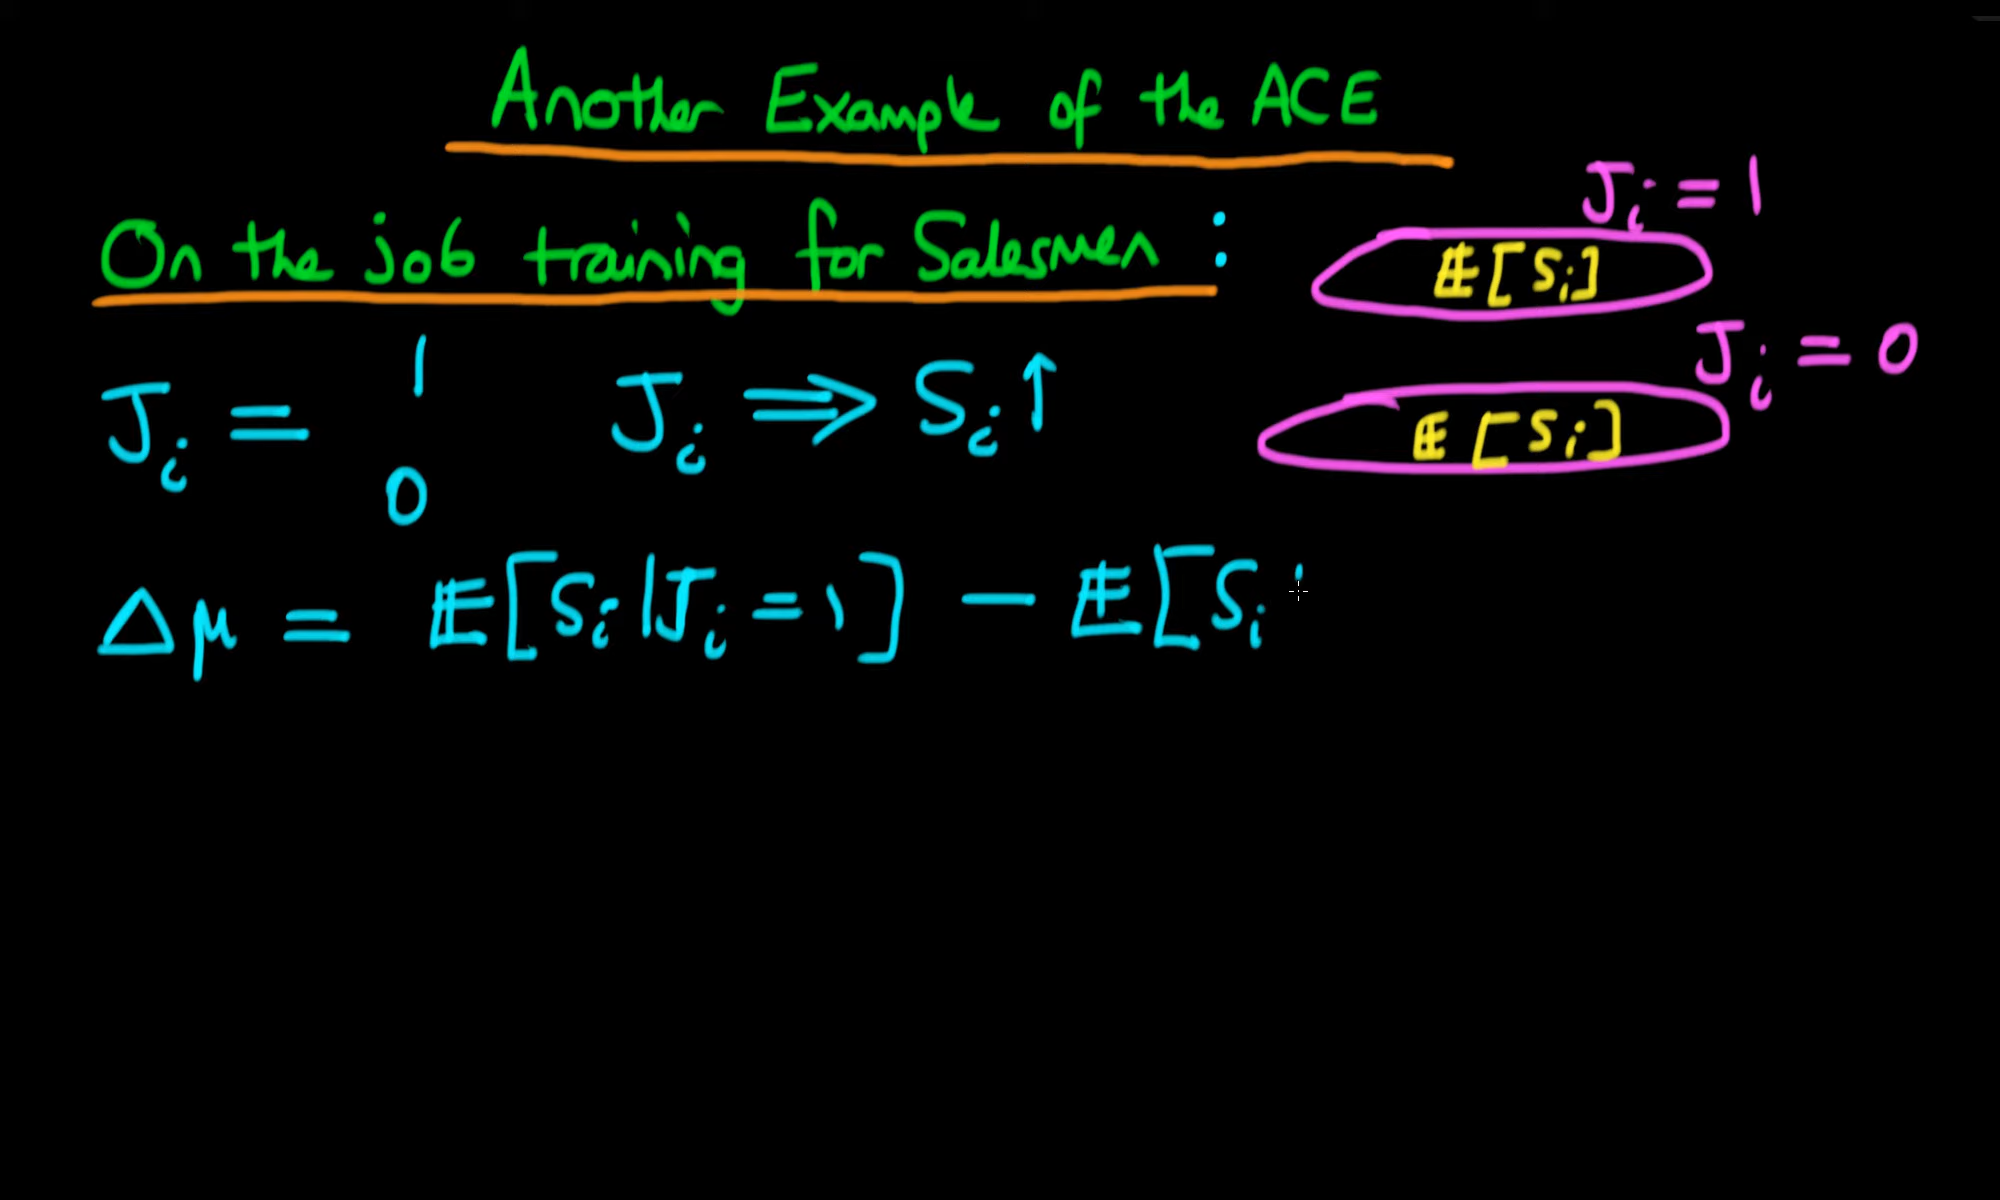 Another Example of the ACE
On the job training for Salesmen :
J_i = 1
E[S_i]
J_i = 0
E[S_i]
J_i = 1 0
J_i ⇒ S_i ↑
Δμ = E[S_i | J_i = 1] − E[S_i